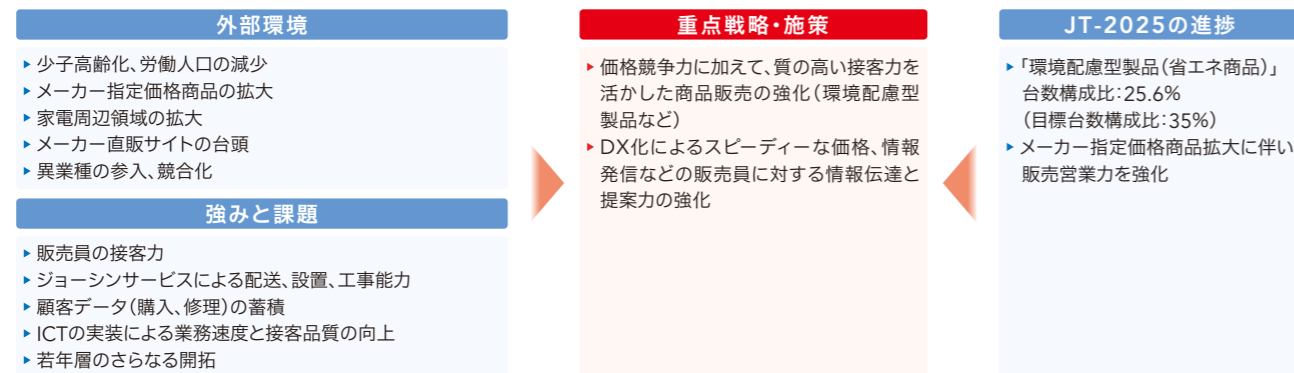 外部環境
▶少子高齢化、労働人口の減少
▶メーカー指定価格商品の拡大
▶家電周辺領域の拡大
▶メーカー直販サイトの台頭
▶異業種の参入、競合化
強みと課題
▶販売員の接客力
▶ジョーシンサービスによる配送、設置、工事能力
▶顧客データ（購入、修理）の蓄積
▶ICTの実装による業務速度と接客品質の向上
▶若年層のさらなる開拓
重点戦略・施策
▶価格競争力に加えて、質の高い接客力を
活かした商品販売の強化（環境配慮型
製品など）
▶DX化によるスピーディーな価格、情報
発信などの販売員に対する情報伝達と
提案力の強化
JT-2025の進捗
▶「環境配慮型製品（省エネ商品）」
台数構成比：25.6%
（目標台数構成比：35%）
▶メーカー指定価格商品拡大に伴い
販売営業力を強化